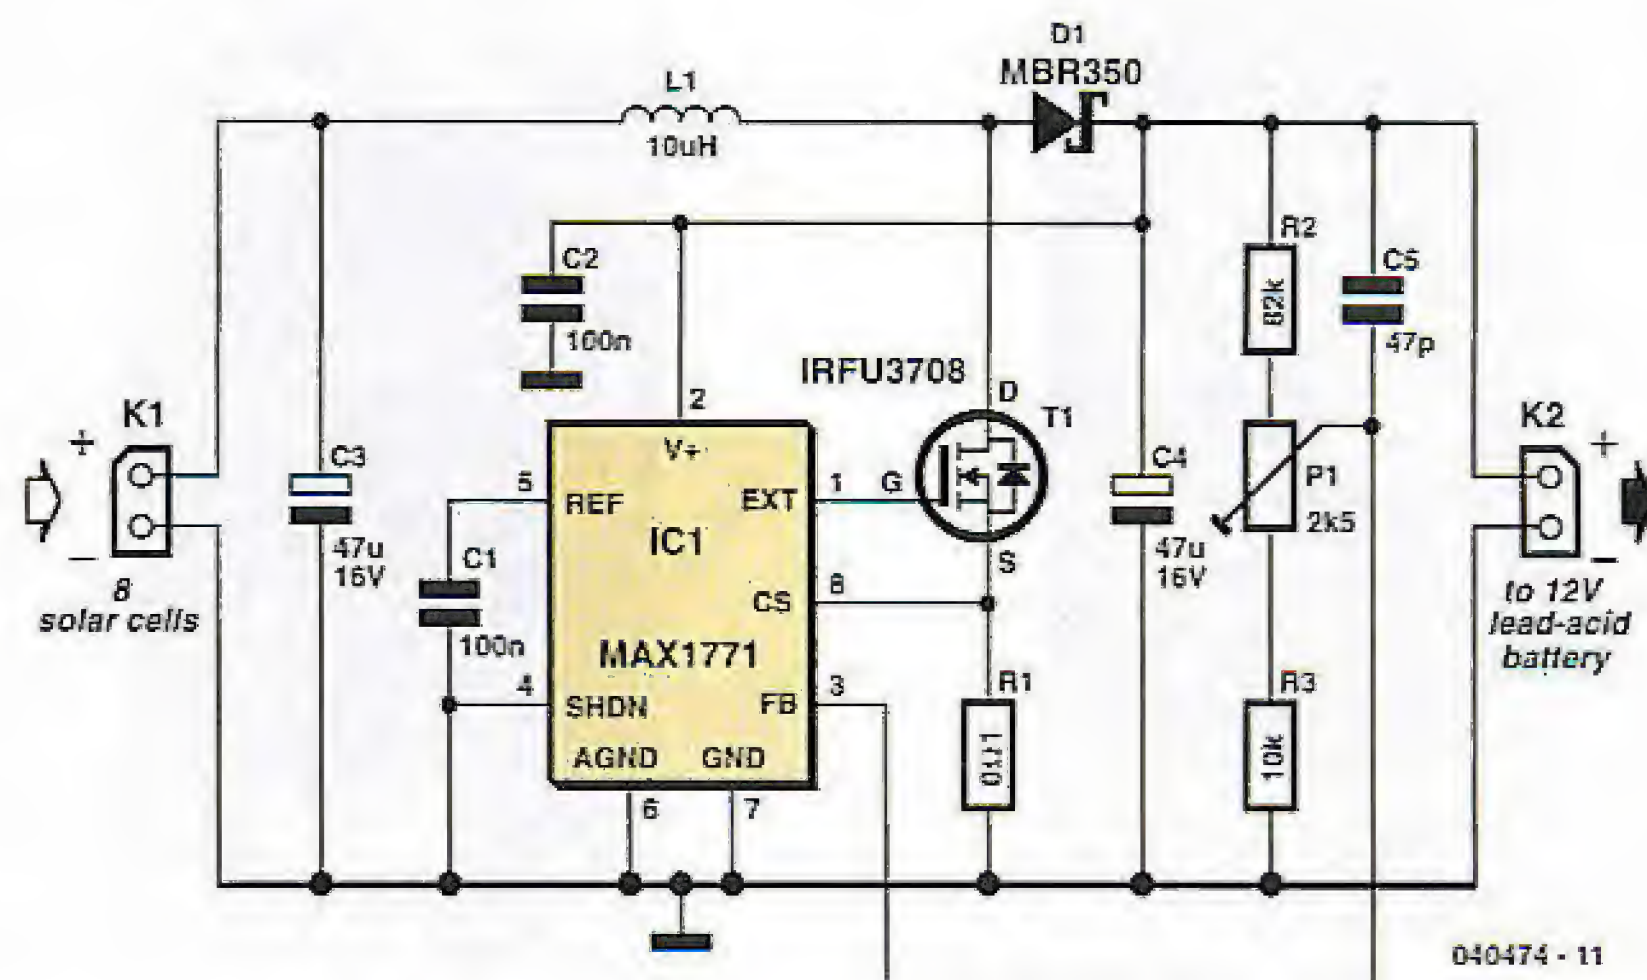 D1
MBR350
L1
10uH
R2
82k
C5
47p
C2
100n
IRFU3708
D
T1
K1
+
−
8
solar cells
C3
47u
16V
2
V+
5
REF
1
EXT
G
IC1
S
C4
47u
16V
P1
2k5
K2
+
−
to 12V
lead-acid
battery
C1
100n
8
CS
MAX1771
4
SHDN
3
FB
R1
0Ω1
R3
10k
AGND
GND
6
7
040474 - 11